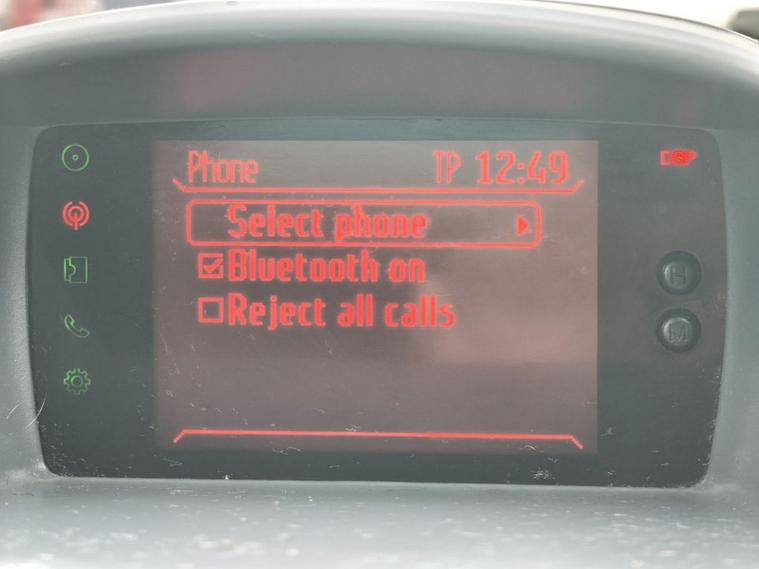 Phone TP 12:49
Select phone
Bluetooth on
Reject all calls
DSP
H
M